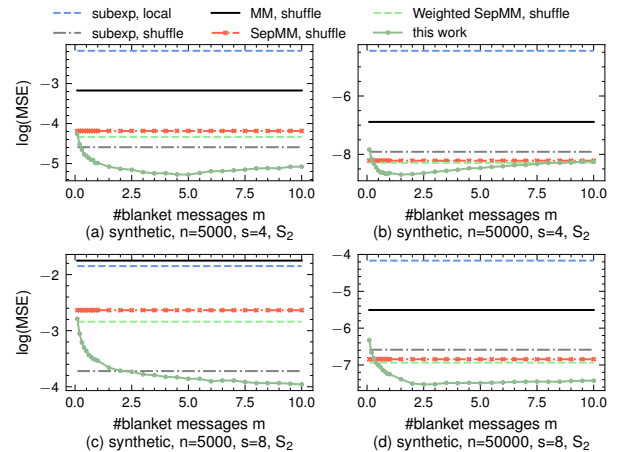 subexp, local
MM, shuffle
Weighted SepMM, shuffle
subexp, shuffle
SepMM, shuffle
this work
−3
−4
−5
log(MSE)
0.0 2.5 5.0 7.5 10.0
#blanket messages m
(a) synthetic, n=5000, s=4, S₂
−6
−8
0.0 2.5 5.0 7.5 10.0
#blanket messages m
(b) synthetic, n=50000, s=4, S₂
−2
−3
−4
log(MSE)
0.0 2.5 5.0 7.5 10.0
#blanket messages m
(c) synthetic, n=5000, s=8, S₂
−4
−5
−6
−7
0.0 2.5 5.0 7.5 10.0
#blanket messages m
(d) synthetic, n=50000, s=8, S₂